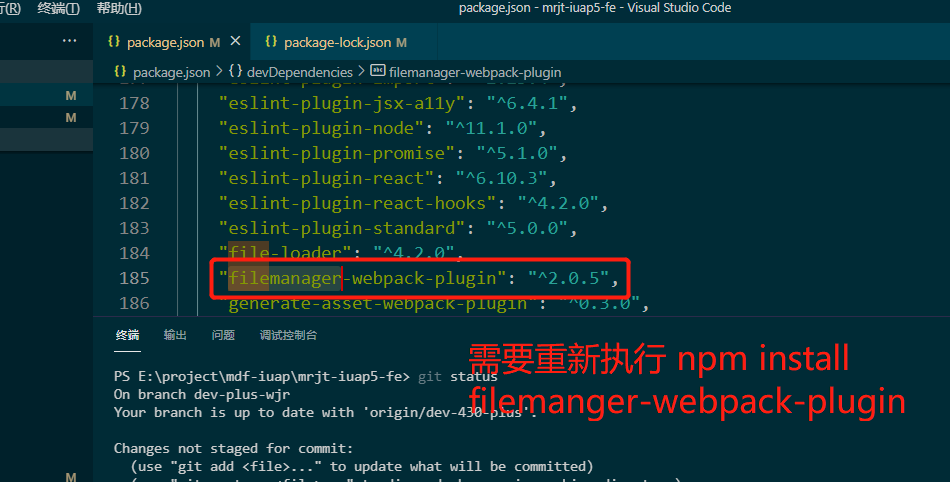 (R) 终端(T) 帮助(H) package.json - mrjt-iuap5-fe - Visual Studio Code
··· {} package.json M × {} package-lock.json M
{} package.json > {} devDependencies > filemanager-webpack-plugin
M
178 "eslint-plugin-jsx-a11y": "^6.4.1",
M
179 "eslint-plugin-node": "^11.1.0",
180 "eslint-plugin-promise": "^5.1.0",
181 "eslint-plugin-react": "^6.10.3",
182 "eslint-plugin-react-hooks": "^4.2.0",
183 "eslint-plugin-standard": "^5.0.0",
184 "file-loader": "^4.2.0",
185 "filemanager-webpack-plugin": "^2.0.5",
186 "generate-asset-webpack-plugin": "^0.3.0",
终端 输出 问题 调试控制台
需要重新执行 npm install
filemanger-webpack-plugin
PS E:\project\mdf-iuap\mrjt-iuap5-fe> git status
On branch dev-plus-wjr
Your branch is up to date with 'origin/dev-430-plus'.
Changes not staged for commit:
(use "git add <file>..." to update what will be committed)
M